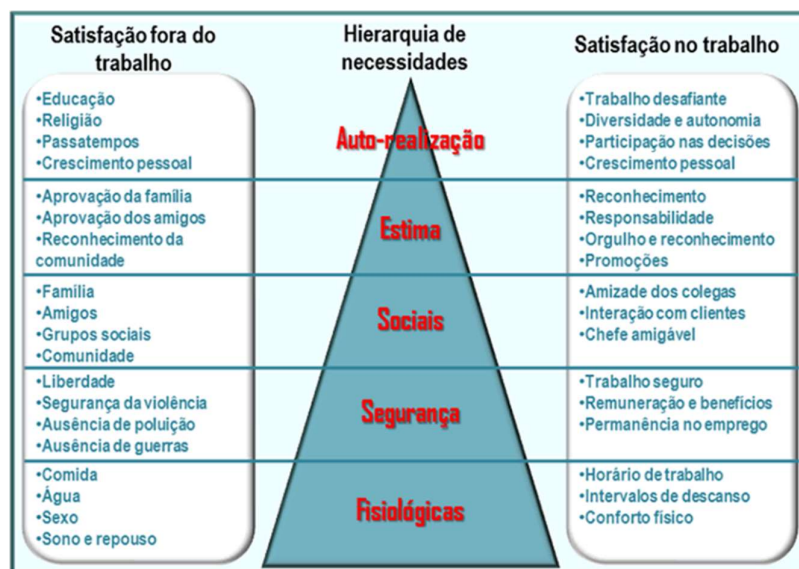 Satisfação fora do
trabalho
Hierarquia de
necessidades
Satisfação no trabalho
•Educação
•Religião
•Passatempos
•Crescimento pessoal
Auto-realização
•Trabalho desafiante
•Diversidade e autonomia
•Participação nas decisões
•Crescimento pessoal
•Aprovação da família
•Aprovação dos amigos
•Reconhecimento da
comunidade
Estima
•Reconhecimento
•Responsabilidade
•Orgulho e reconhecimento
•Promoções
•Família
•Amigos
•Grupos sociais
•Comunidade
Sociais
•Amizade dos colegas
•Interação com clientes
•Chefe amigável
•Liberdade
•Segurança da violência
•Ausência de poluição
•Ausência de guerras
Segurança
•Trabalho seguro
•Remuneração e benefícios
•Permanência no emprego
•Comida
•Água
•Sexo
•Sono e repouso
Fisiológicas
•Horário de trabalho
•Intervalos de descanso
•Conforto físico